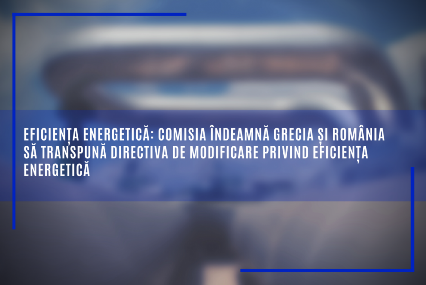 EFICIENȚA ENERGETICĂ: COMISIA ÎNDEAMNĂ GRECIA ȘI ROMÂNIA
SĂ TRANSPUNĂ DIRECTIVA DE MODIFICARE PRIVIND EFICIENȚA
ENERGETICĂ